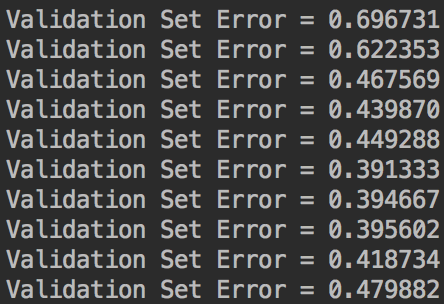 Validation Set Error = 0.696731
Validation Set Error = 0.622353
Validation Set Error = 0.467569
Validation Set Error = 0.439870
Validation Set Error = 0.449288
Validation Set Error = 0.391333
Validation Set Error = 0.394667
Validation Set Error = 0.395602
Validation Set Error = 0.418734
Validation Set Error = 0.479882